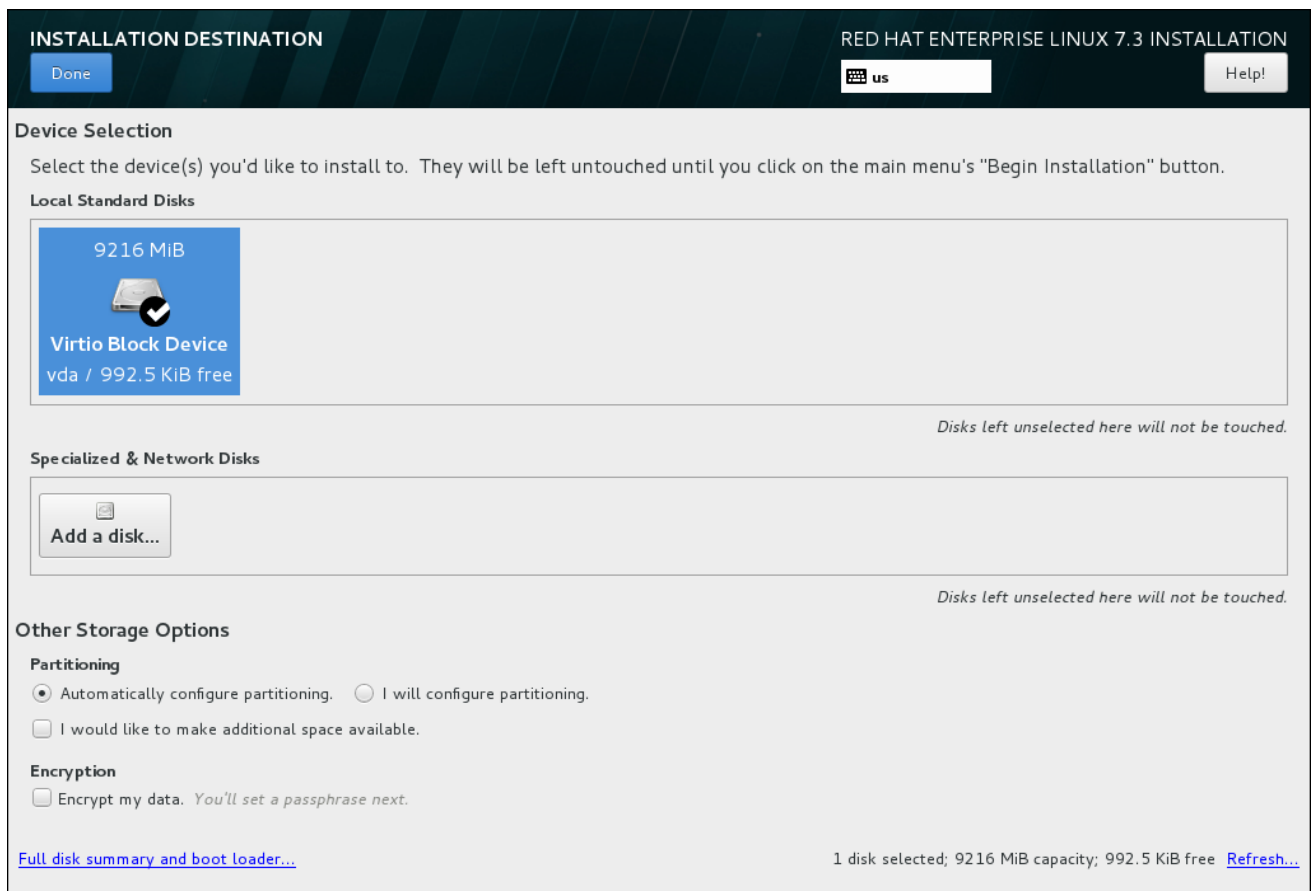 INSTALLATION DESTINATION
RED HAT ENTERPRISE LINUX 7.3 INSTALLATION
Done
us
Help!
Device Selection
Select the device(s) you'd like to install to. They will be left untouched until you click on the main menu's "Begin Installation" button.
Local Standard Disks
9216 MiB
Virtio Block Device
vda / 992.5 KiB free
Disks left unselected here will not be touched.
Specialized & Network Disks
Add a disk...
Disks left unselected here will not be touched.
Other Storage Options
Partitioning
Automatically configure partitioning. I will configure partitioning.
I would like to make additional space available.
Encryption
Encrypt my data. You'll set a passphrase next.
Full disk summary and boot loader... 1 disk selected; 9216 MiB capacity; 992.5 KiB free Refresh...